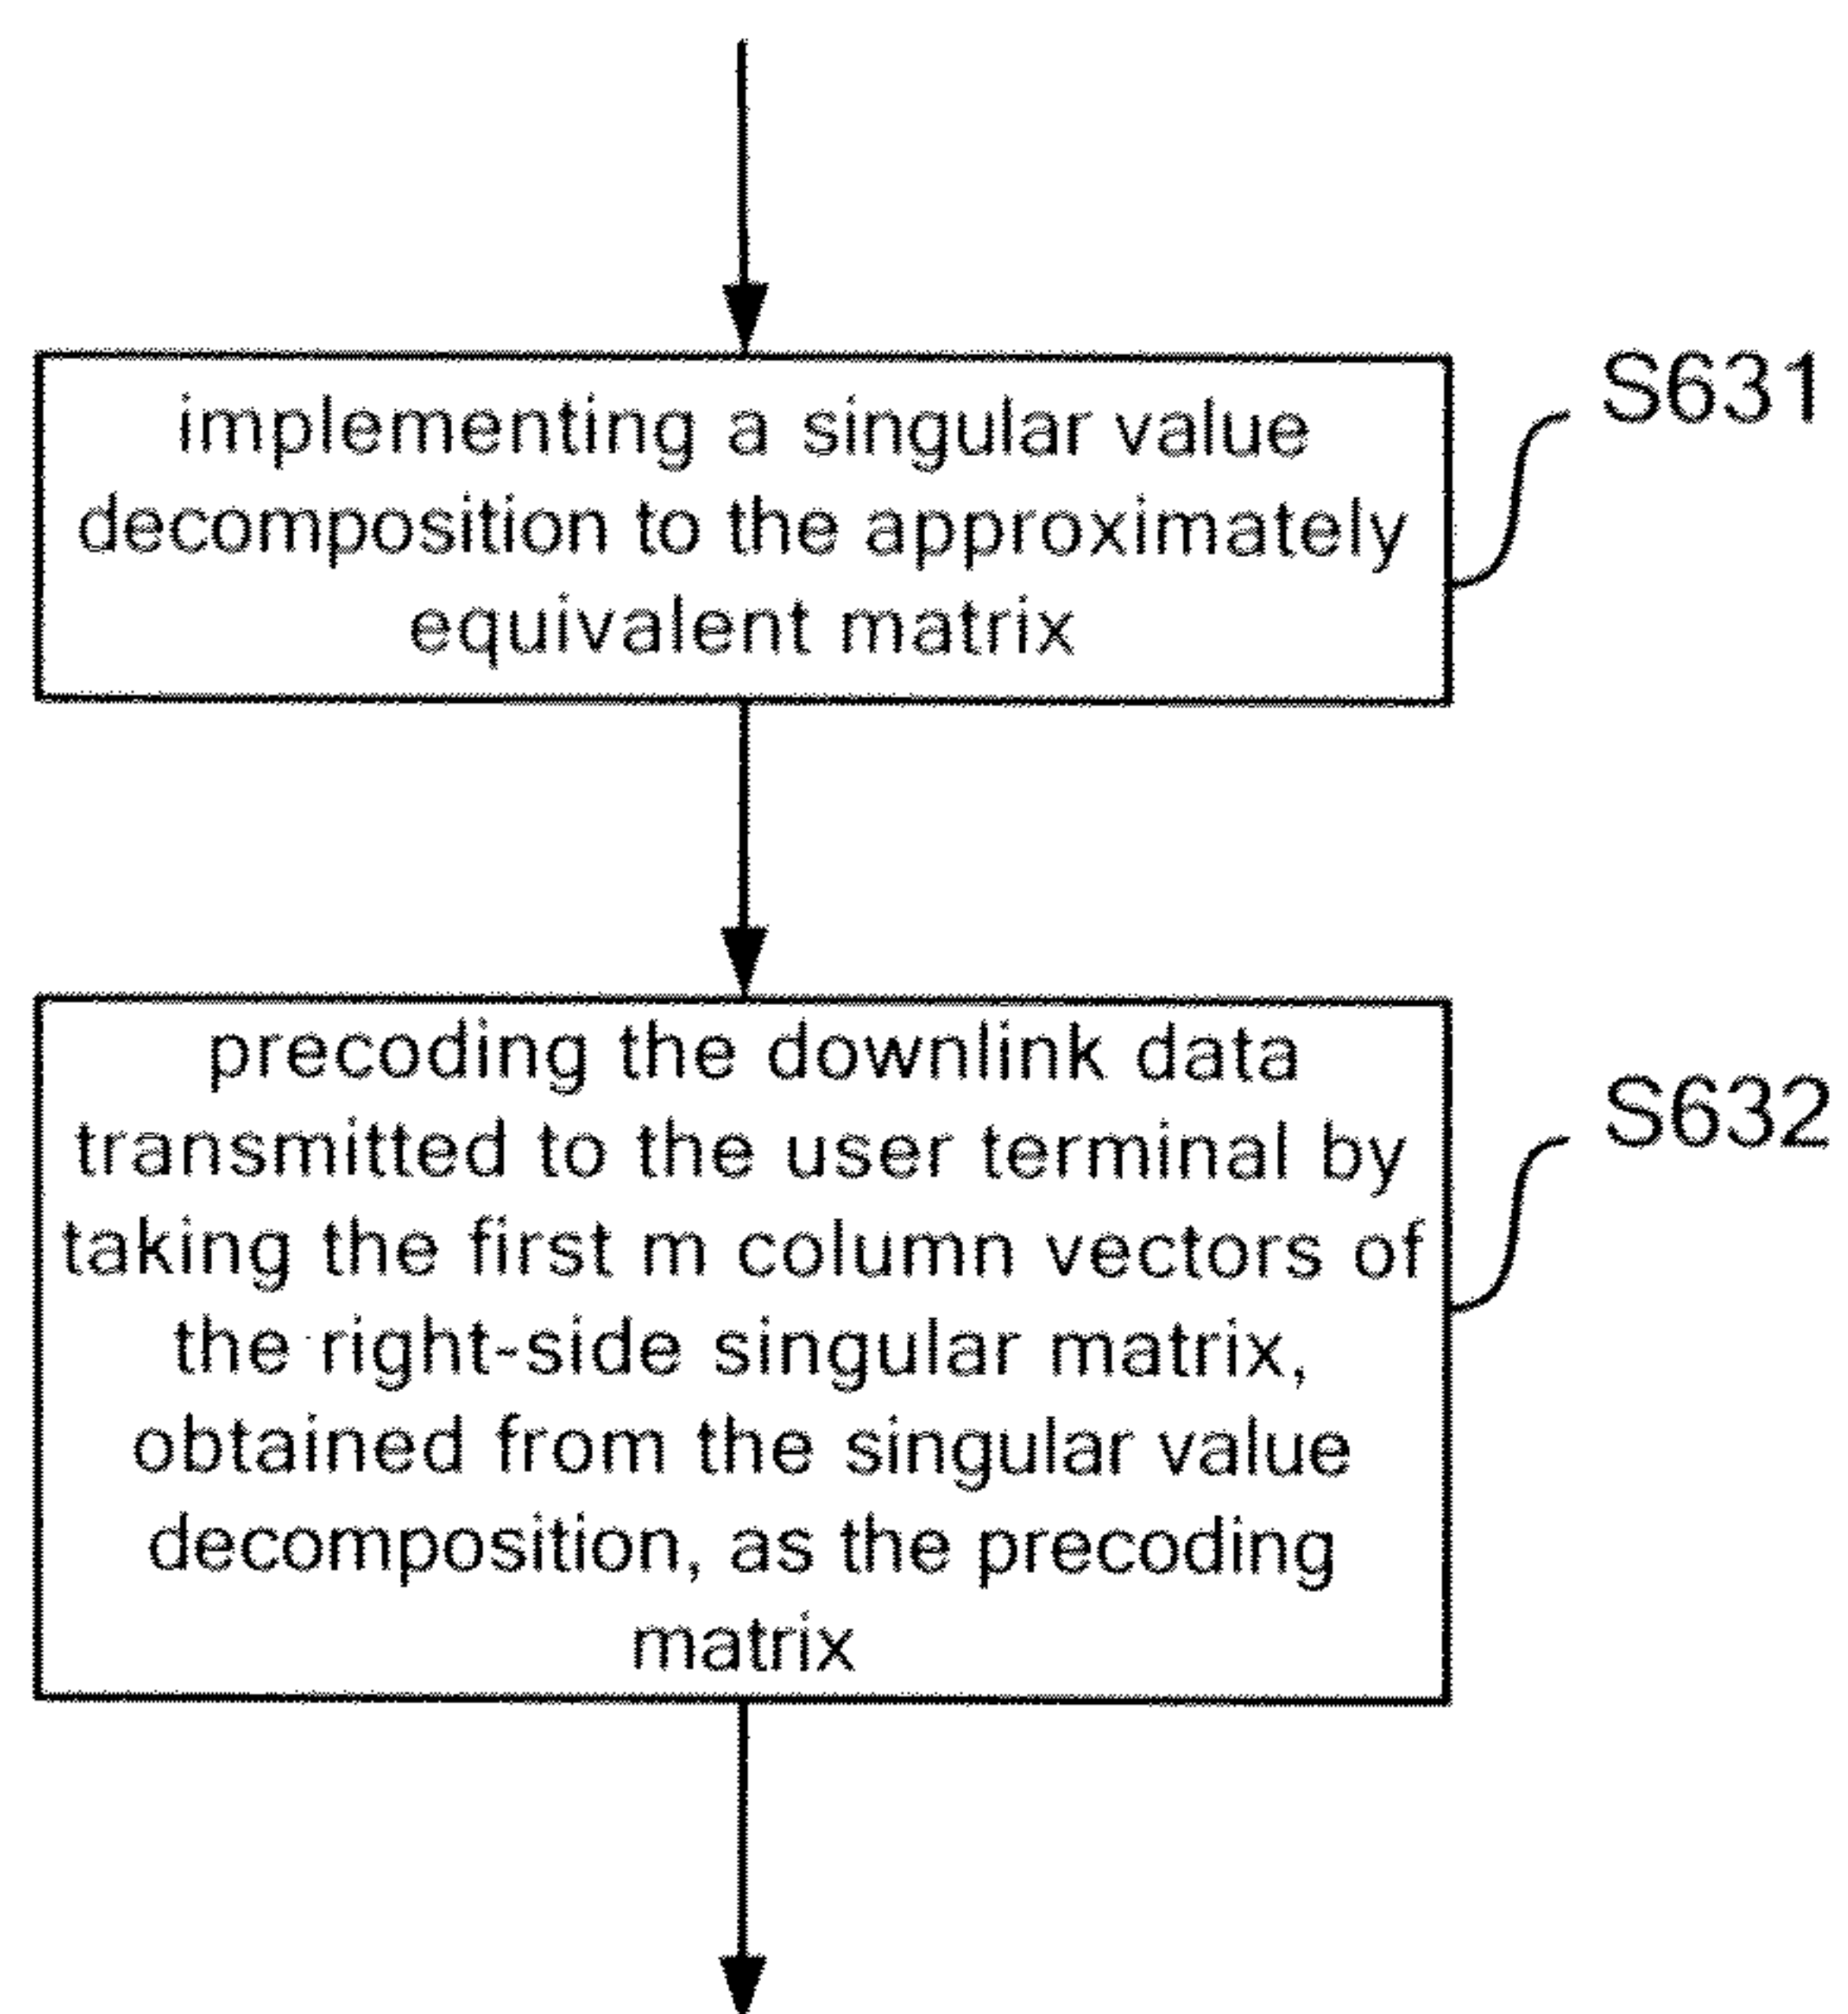 implementing a singular value
decomposition to the approximately
equivalent matrix
S631
precoding the downlink data
transmitted to the user terminal by
taking the first m column vectors of
the right-side singular matrix,
obtained from the singular value
decomposition, as the precoding
matrix
S632